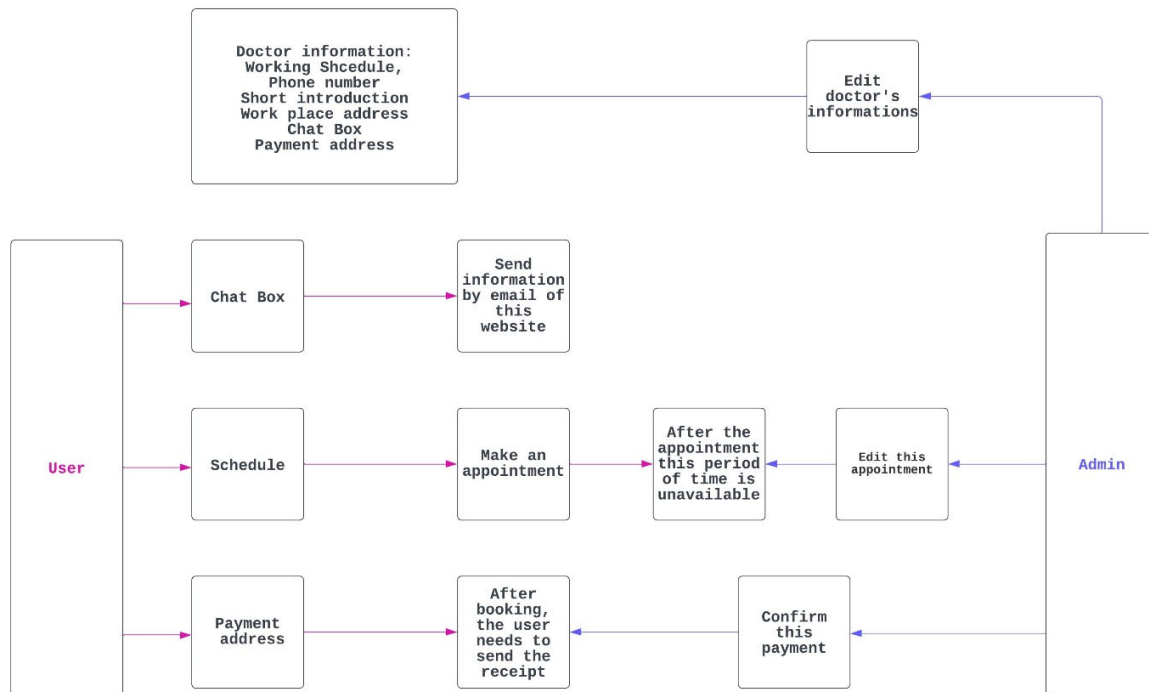 Doctor information:
Working Shcedule,
Phone number
Short introduction
Work place address
Chat Box
Payment address
Edit
doctor's
informations
Chat Box
Send
information
by email of
this
website
User
Schedule
Make an
appointment
After the
appointment
this period
of time is
unavailable
Edit this
appointment
Admin
Payment
address
After
booking,
the user
needs to
send the
receipt
Confirm
this
payment